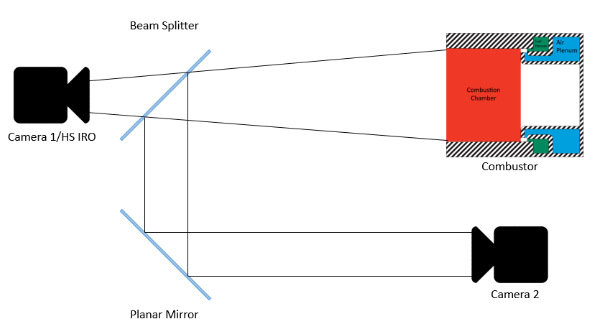 Beam Splitter
Air
Plenum
Combustion
Chamber
Camera 1/HS IRO
Combustor
Camera 2
Planar Mirror